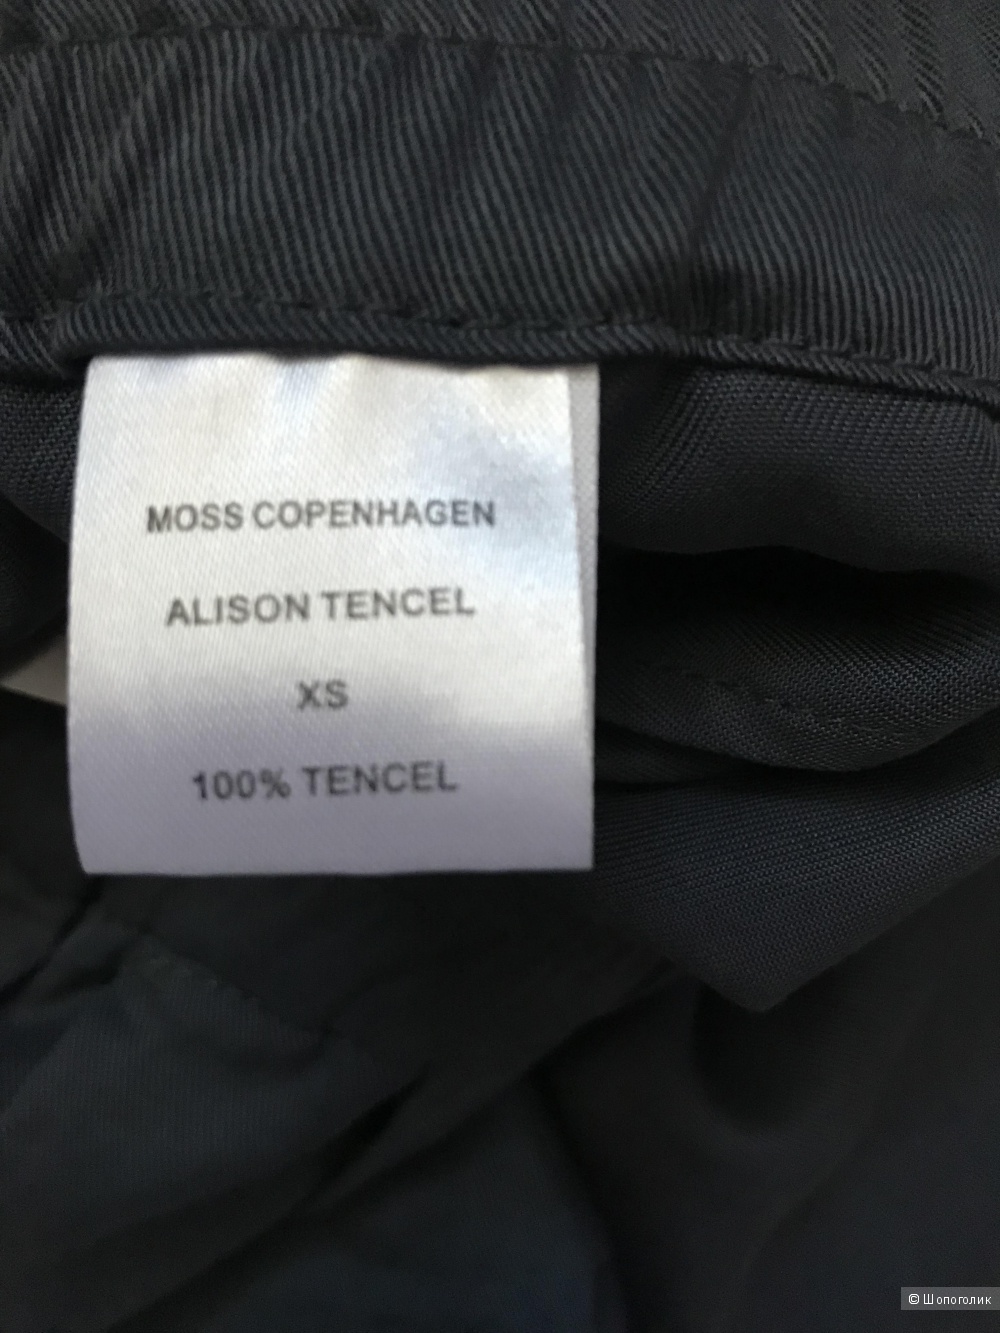 MOSS COPENHAGEN
ALISON TENCEL
XS
100% TENCEL
© Шопоголик